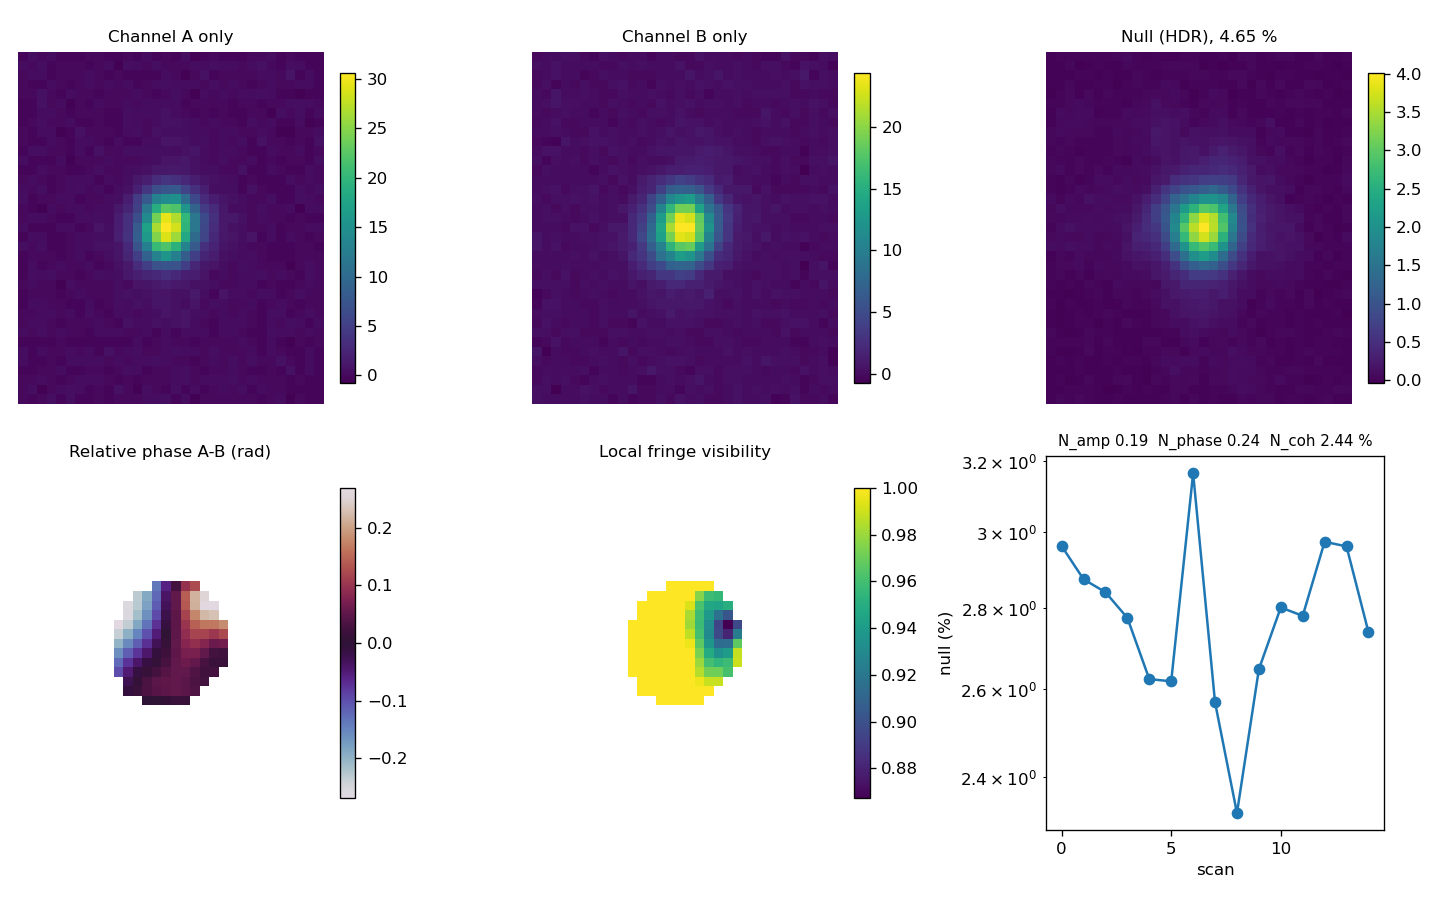 Channel A only
30
25
20
15
10
5
0
Channel B only
20
15
10
5
0
Null (HDR), 4.65 %
4.0
3.5
3.0
2.5
2.0
1.5
1.0
0.5
0.0
Relative phase A-B (rad)
0.2
0.1
0.0
−0.1
−0.2
Local fringe visibility
1.00
0.98
0.96
0.94
0.92
0.90
0.88
N_amp 0.19 N_phase 0.24 N_coh 2.44 %
3.2 × 10⁰
3 × 10⁰
2.8 × 10⁰
2.6 × 10⁰
2.4 × 10⁰
null (%)
0 5 10
scan